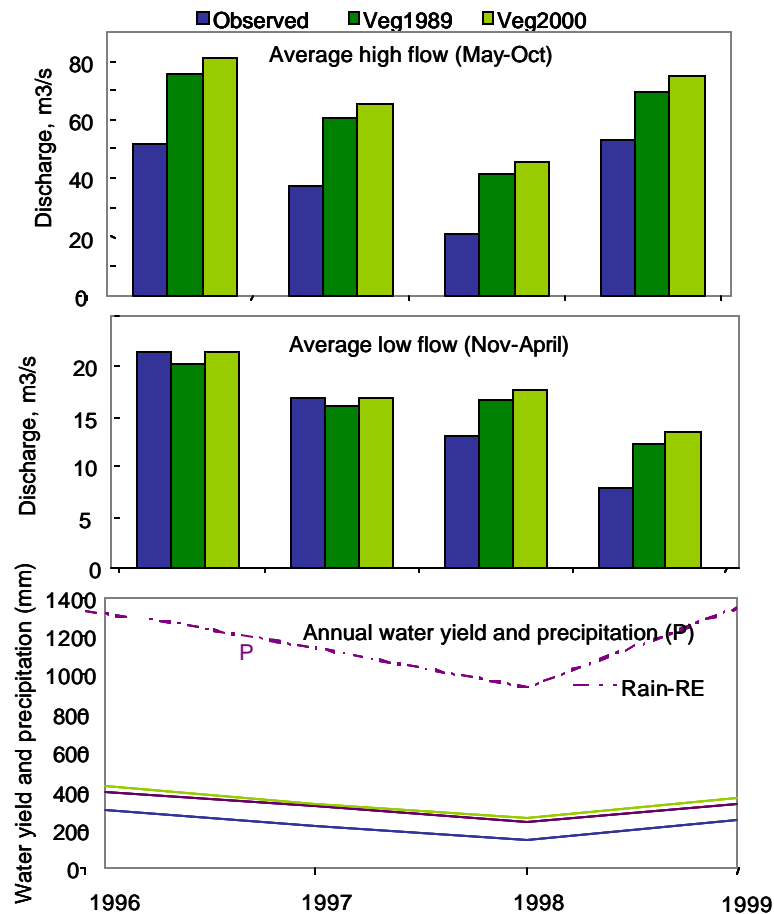 Observed Veg1989 Veg2000
Average high flow (May-Oct)
Discharge, m3/s
80
60
40
20
0
Average low flow (Nov-April)
Discharge, m3/s
20
15
10
5
0
Annual water yield and precipitation (P)
Water yield and precipitation (mm)
1400
1200
1000
800
600
400
200
0
P
Rain-RE
1996 1997 1998 1999